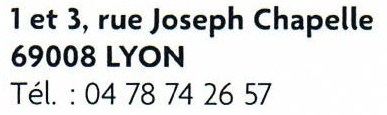 1 et 3, rue Joseph Chapelle
69008 LYON
Tél. : 04 78 74 26 57